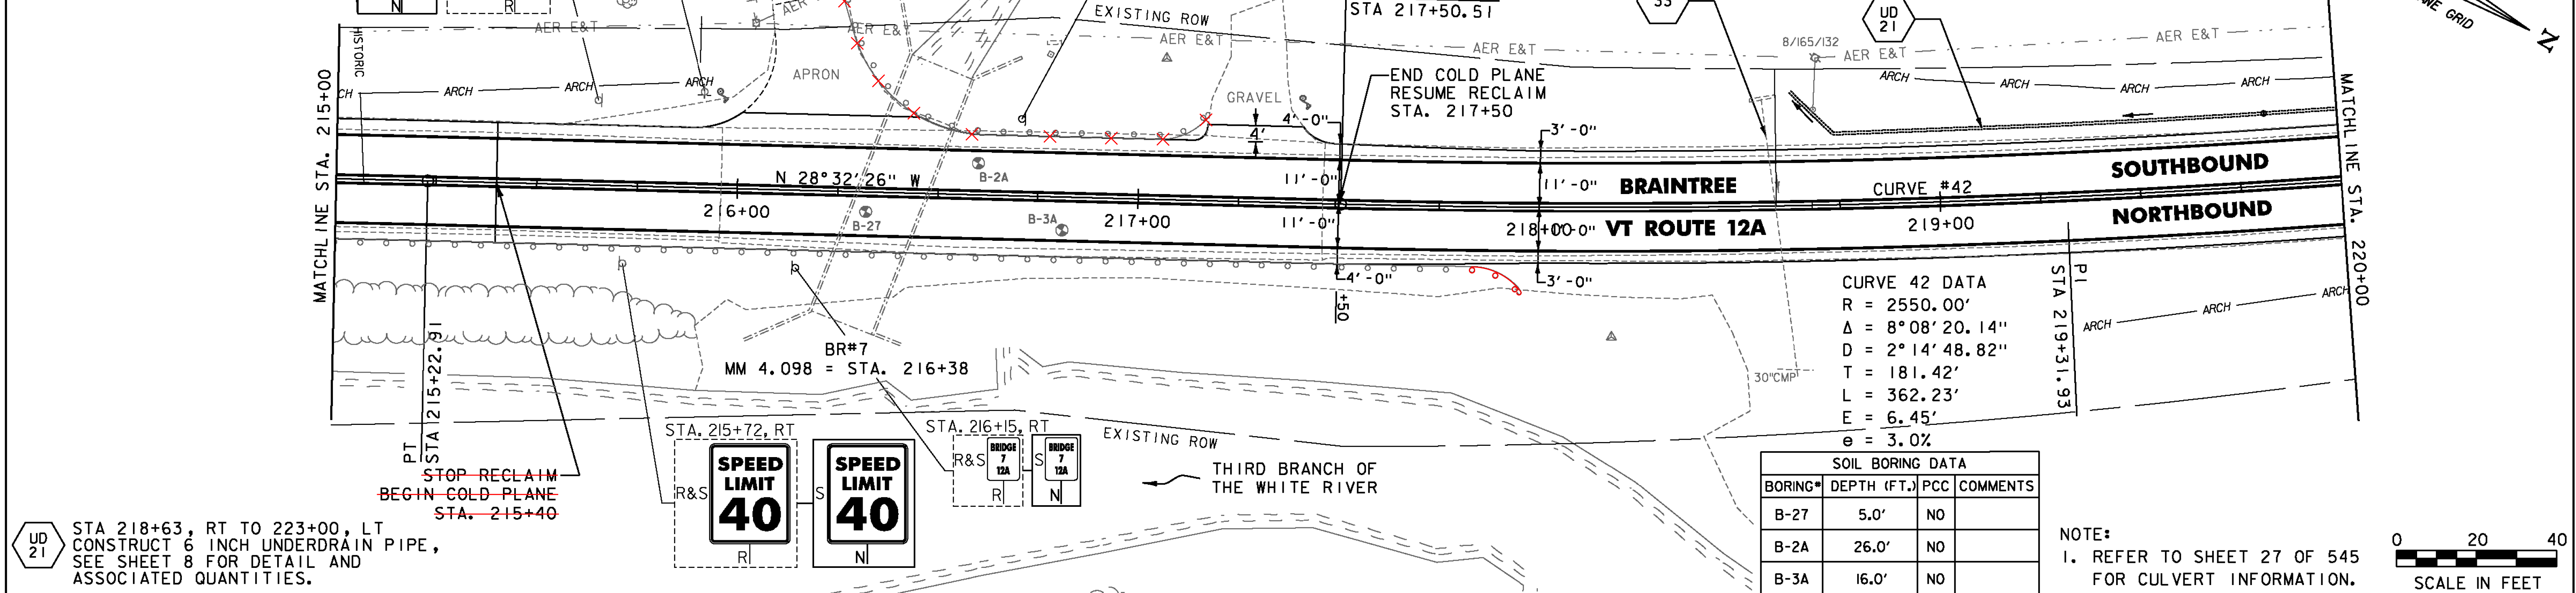 N
R
EXISTING ROW
STA 217+50.51
33
UD
21
NE GRID
N
AER E&T
AER
AER E&
AER E&T
AER E&T
8/165/132
AER E&T
AER E&T
HISTORIC
MATCHLINE STA. 215+00
CH
ARCH
ARCH
ARCH
APRON
GRAVEL
4'
4'-0"
END COLD PLANE
RESUME RECLAIM
STA. 217+50
3'-0"
ARCH
ARCH
ARCH
ARCH
MATCHLINE STA. 220+00
N 28°32'26" W
B-2A
11'-0"
11'-0"
BRAINTREE
CURVE #42
SOUTHBOUND
216+00
B-27
B-3A
217+00
11'-0"
218+00
-0"
VT ROUTE 12A
219+00
NORTHBOUND
4'-0"
3'-0"
+50
PT
STA 215+22.91
BR#7
MM 4.098 = STA. 216+38
30"CMP
CURVE 42 DATA
R = 2550.00'
Δ = 8°08'20.14"
D = 2°14'48.82"
T = 181.42'
L = 362.23'
E = 6.45'
e = 3.0%
PI
STA 219+31.93
ARCH
ARCH
ARCH
STOP RECLAIM
BEGIN COLD PLANE
STA. 215+40
STA. 215+72, RT
R&S
SPEED
LIMIT
40
R
S
SPEED
LIMIT
40
N
STA. 216+15, RT
R&S
BRIDGE
7
12A
R
S
BRIDGE
7
12A
N
EXISTING ROW
THIRD BRANCH OF
THE WHITE RIVER
SOIL BORING DATA
BORING# DEPTH (FT.) PCC COMMENTS
B-27 5.0' NO
B-2A 26.0' NO
B-3A 16.0' NO
UD
21
STA 218+63, RT TO 223+00, LT
CONSTRUCT 6 INCH UNDERDRAIN PIPE,
SEE SHEET 8 FOR DETAIL AND
ASSOCIATED QUANTITIES.
NOTE:
1. REFER TO SHEET 27 OF 545
FOR CULVERT INFORMATION.
0 20 40
SCALE IN FEET